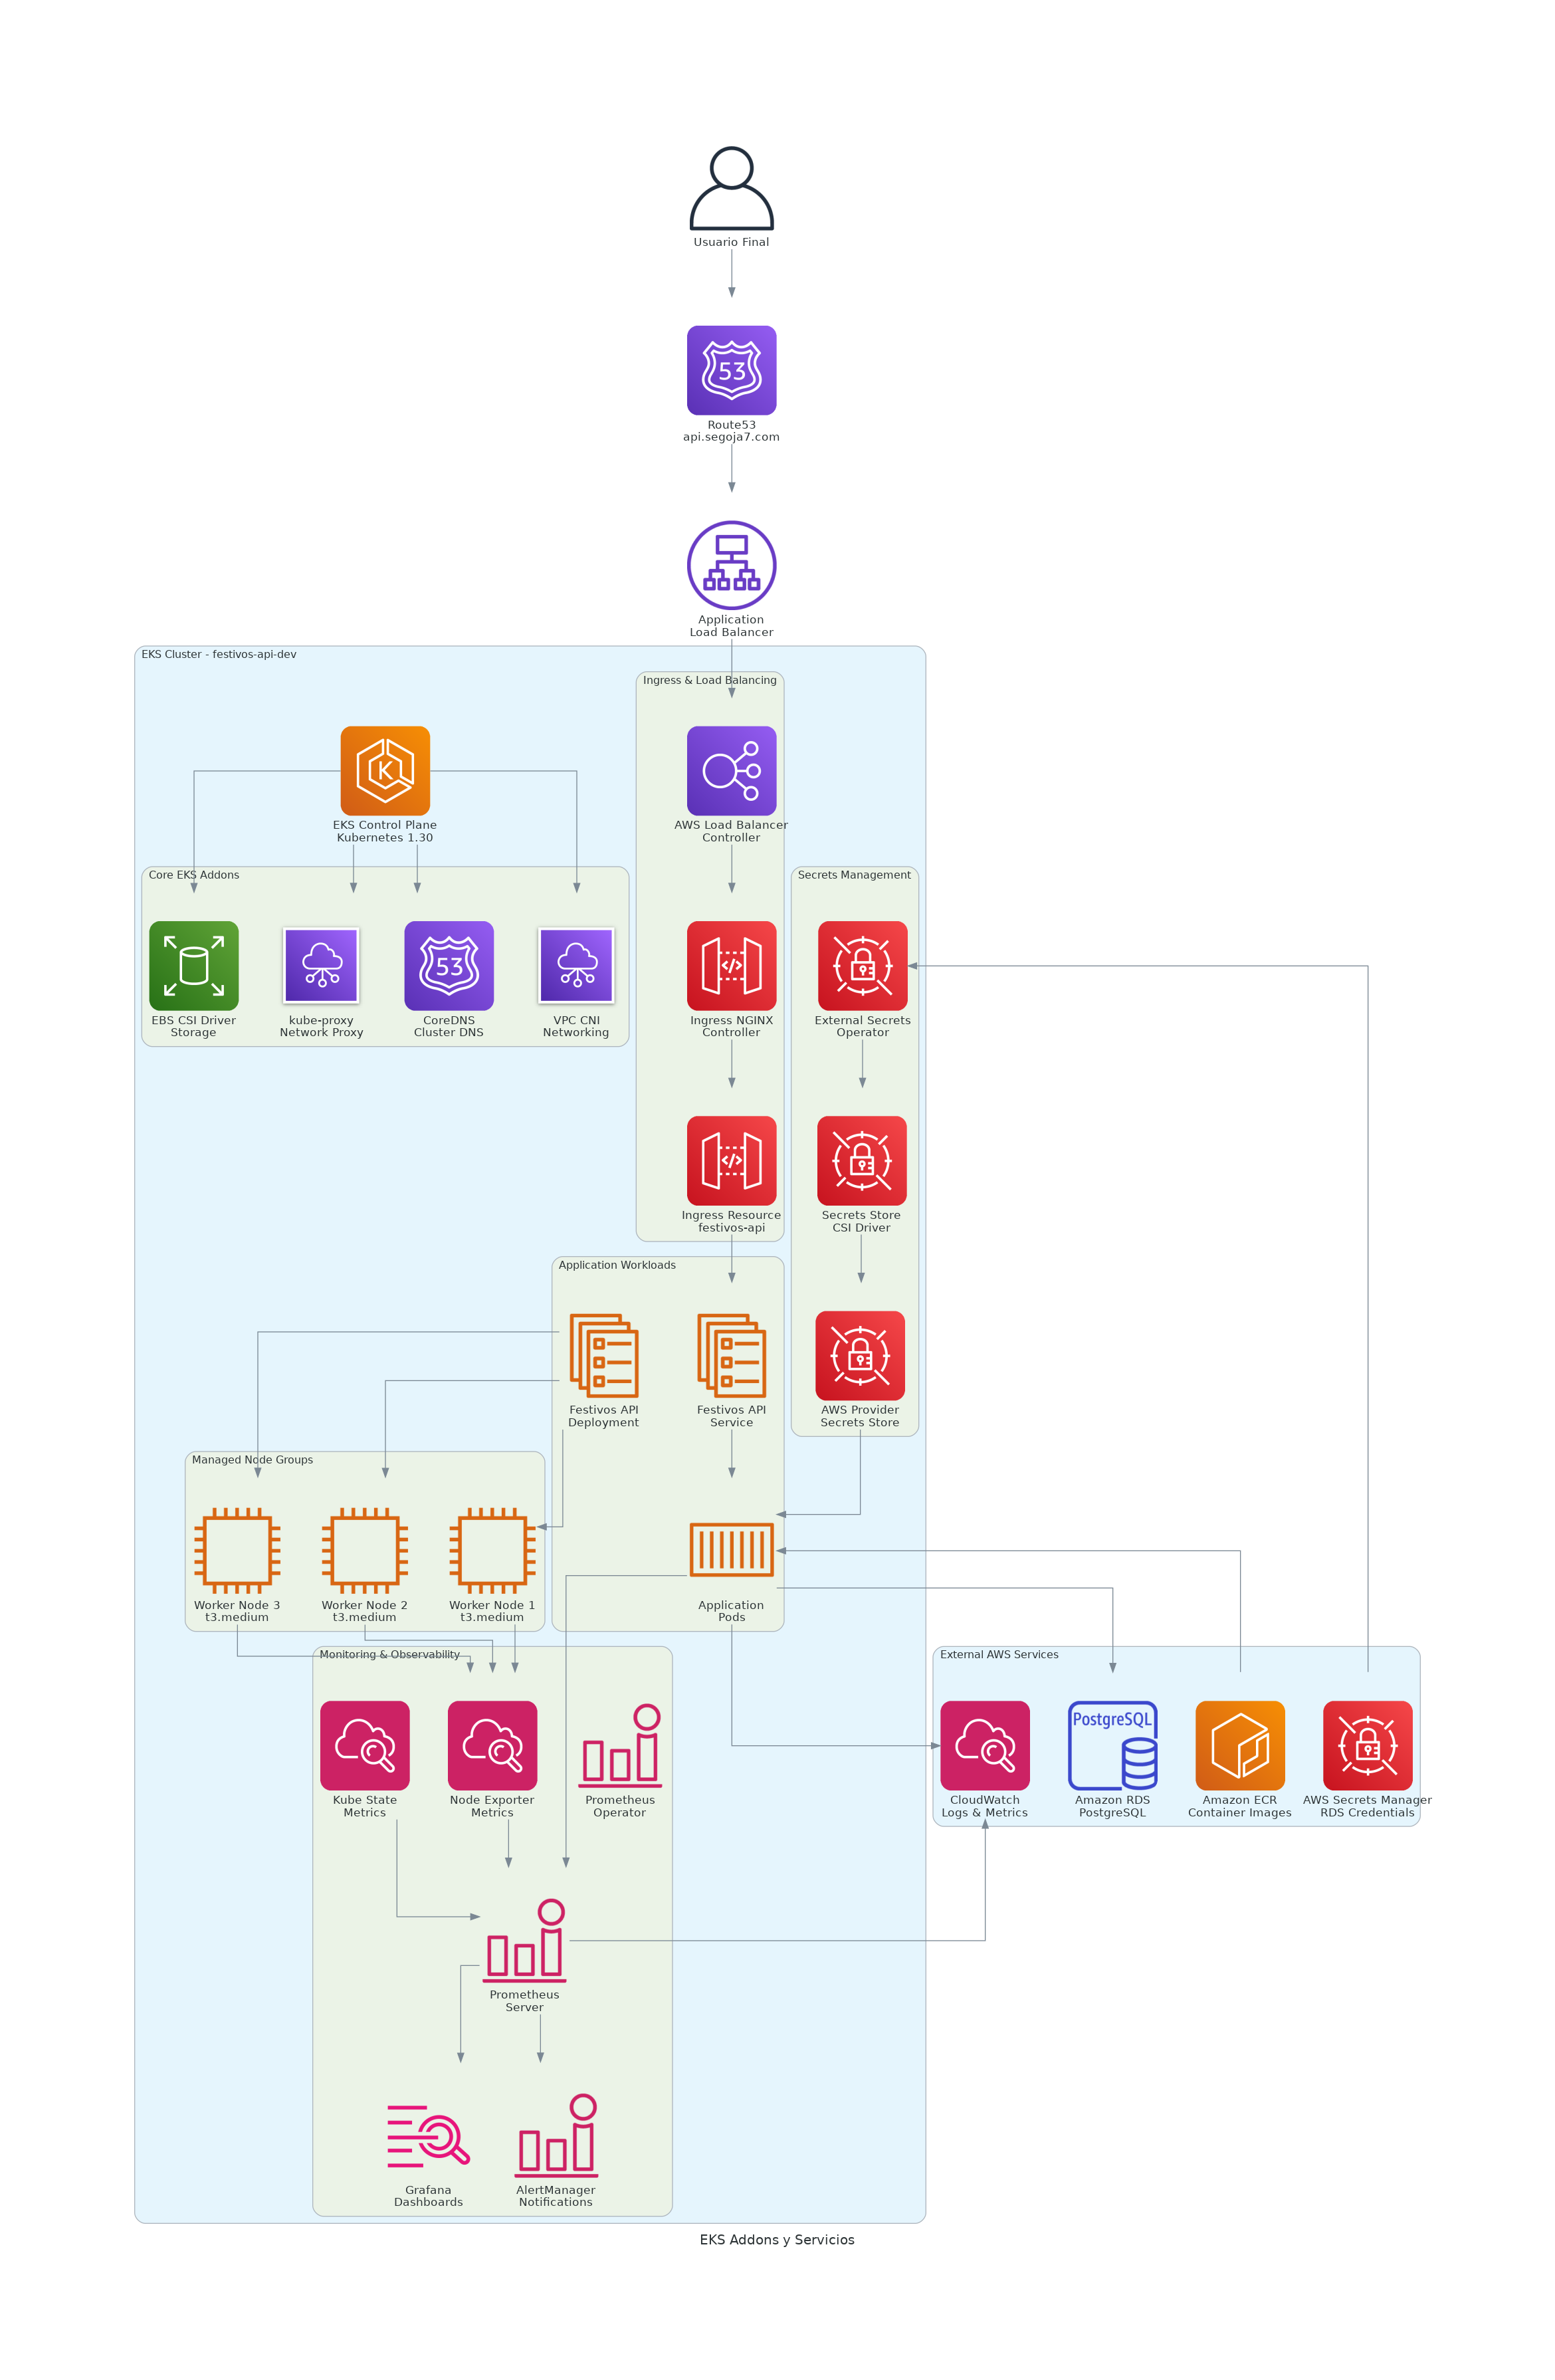 Usuario Final
53
Route53
api.segoja7.com
Application
Load Balancer
EKS Cluster - festivos-api-dev
Ingress & Load Balancing
K
EKS Control Plane
Kubernetes 1.30
AWS Load Balancer
Controller
Core EKS Addons
Secrets Management
EBS CSI Driver
Storage
kube-proxy
Network Proxy
53
CoreDNS
Cluster DNS
VPC CNI
Networking
</>
Ingress NGINX
Controller
External Secrets
Operator
</>
Ingress Resource
festivos-api
Secrets Store
CSI Driver
Application Workloads
Festivos API
Deployment
Festivos API
Service
AWS Provider
Secrets Store
Managed Node Groups
Worker Node 3
t3.medium
Worker Node 2
t3.medium
Worker Node 1
t3.medium
Application
Pods
Monitoring & Observability
External AWS Services
Kube State
Metrics
Node Exporter
Metrics
Prometheus
Operator
CloudWatch
Logs & Metrics
PostgreSQL
Amazon RDS
PostgreSQL
Amazon ECR
Container Images
AWS Secrets Manager
RDS Credentials
Prometheus
Server
Grafana
Dashboards
AlertManager
Notifications
EKS Addons y Servicios